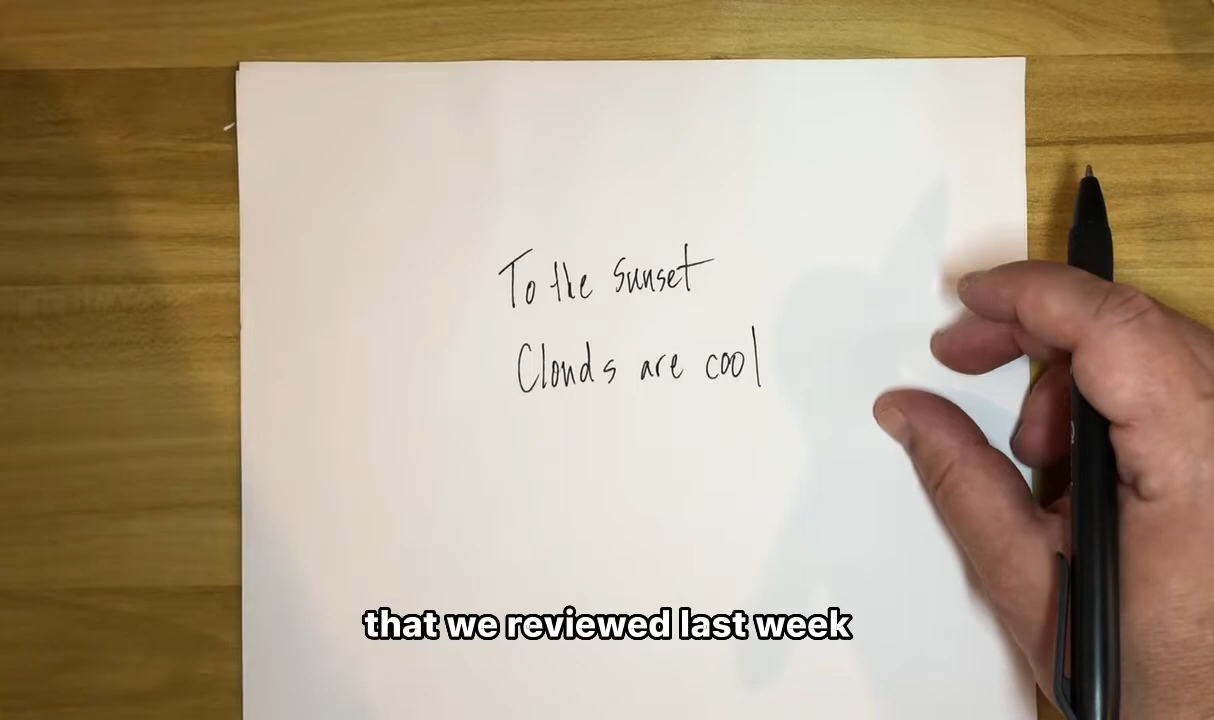 To the sunset
Clouds are cool
that we reviewed last week